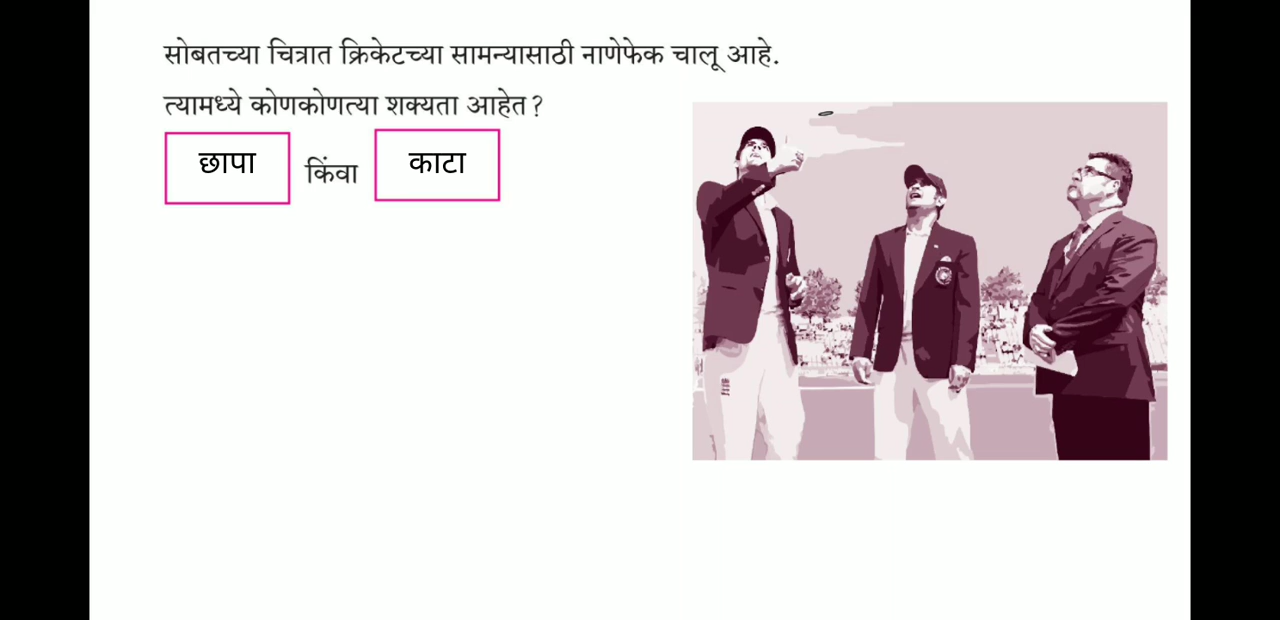 सोबतच्या चित्रात क्रिकेटच्या सामन्यासाठी नाणेफेक चालू आहे.
त्यामध्ये कोणकोणत्या शक्यता आहेत ?
छापा किंवा काटा